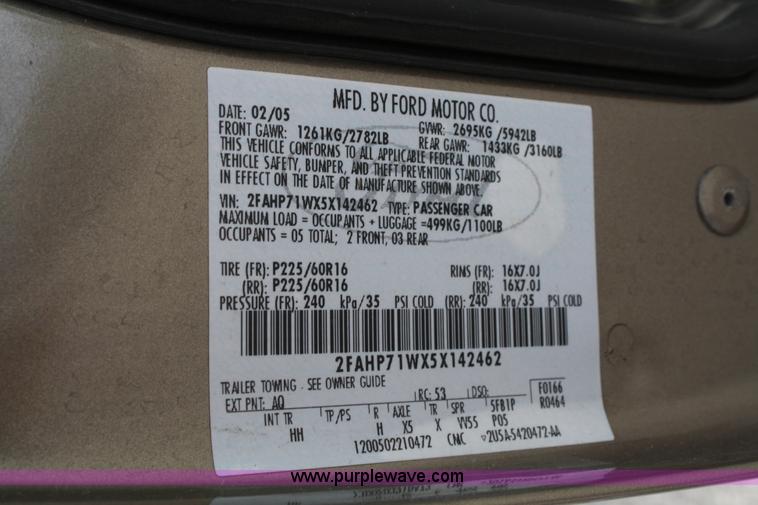 MFD. BY FORD MOTOR CO.
DATE: 02/05 GVWR: 2695KG /5942LB
FRONT GAWR: 1261KG/2782LB REAR GAWR: 1433KG /3160LB
THIS VEHICLE CONFORMS TO ALL APPLICABLE FEDERAL MOTOR
VEHICLE SAFETY, BUMPER, AND THEFT PREVENTION STANDARDS
IN EFFECT ON THE DATE OF MANUFACTURE SHOWN ABOVE.
VIN: 2FAHP71WX5X142462 TYPE: PASSENGER CAR
MAXIMUM LOAD = OCCUPANTS + LUGGAGE =499KG/1100LB
OCCUPANTS = 05 TOTAL; 2 FRONT, 03 REAR
TIRE (FR): P225/60R16 RINS (FR): 16X7.0J
(RR): P225/60R16 (RR): 16X7.0J
PRESSURE (FR): 240 kPa/35 PSI COLD (RR): 240 kPa/35 PSI COLD
2FAHP71WX5X142462
TRAILER TOWING - SEE OWNER GUIDE
EXT PNT: AQ RC: 53 DSO: F0166
R0464
INT TR TP/PS R AXLE TR SPR 5FB1P
HH H X5 X VV55 P05
1200502210472 CNC 2U5A-5420472-AA
www.purplewave.com